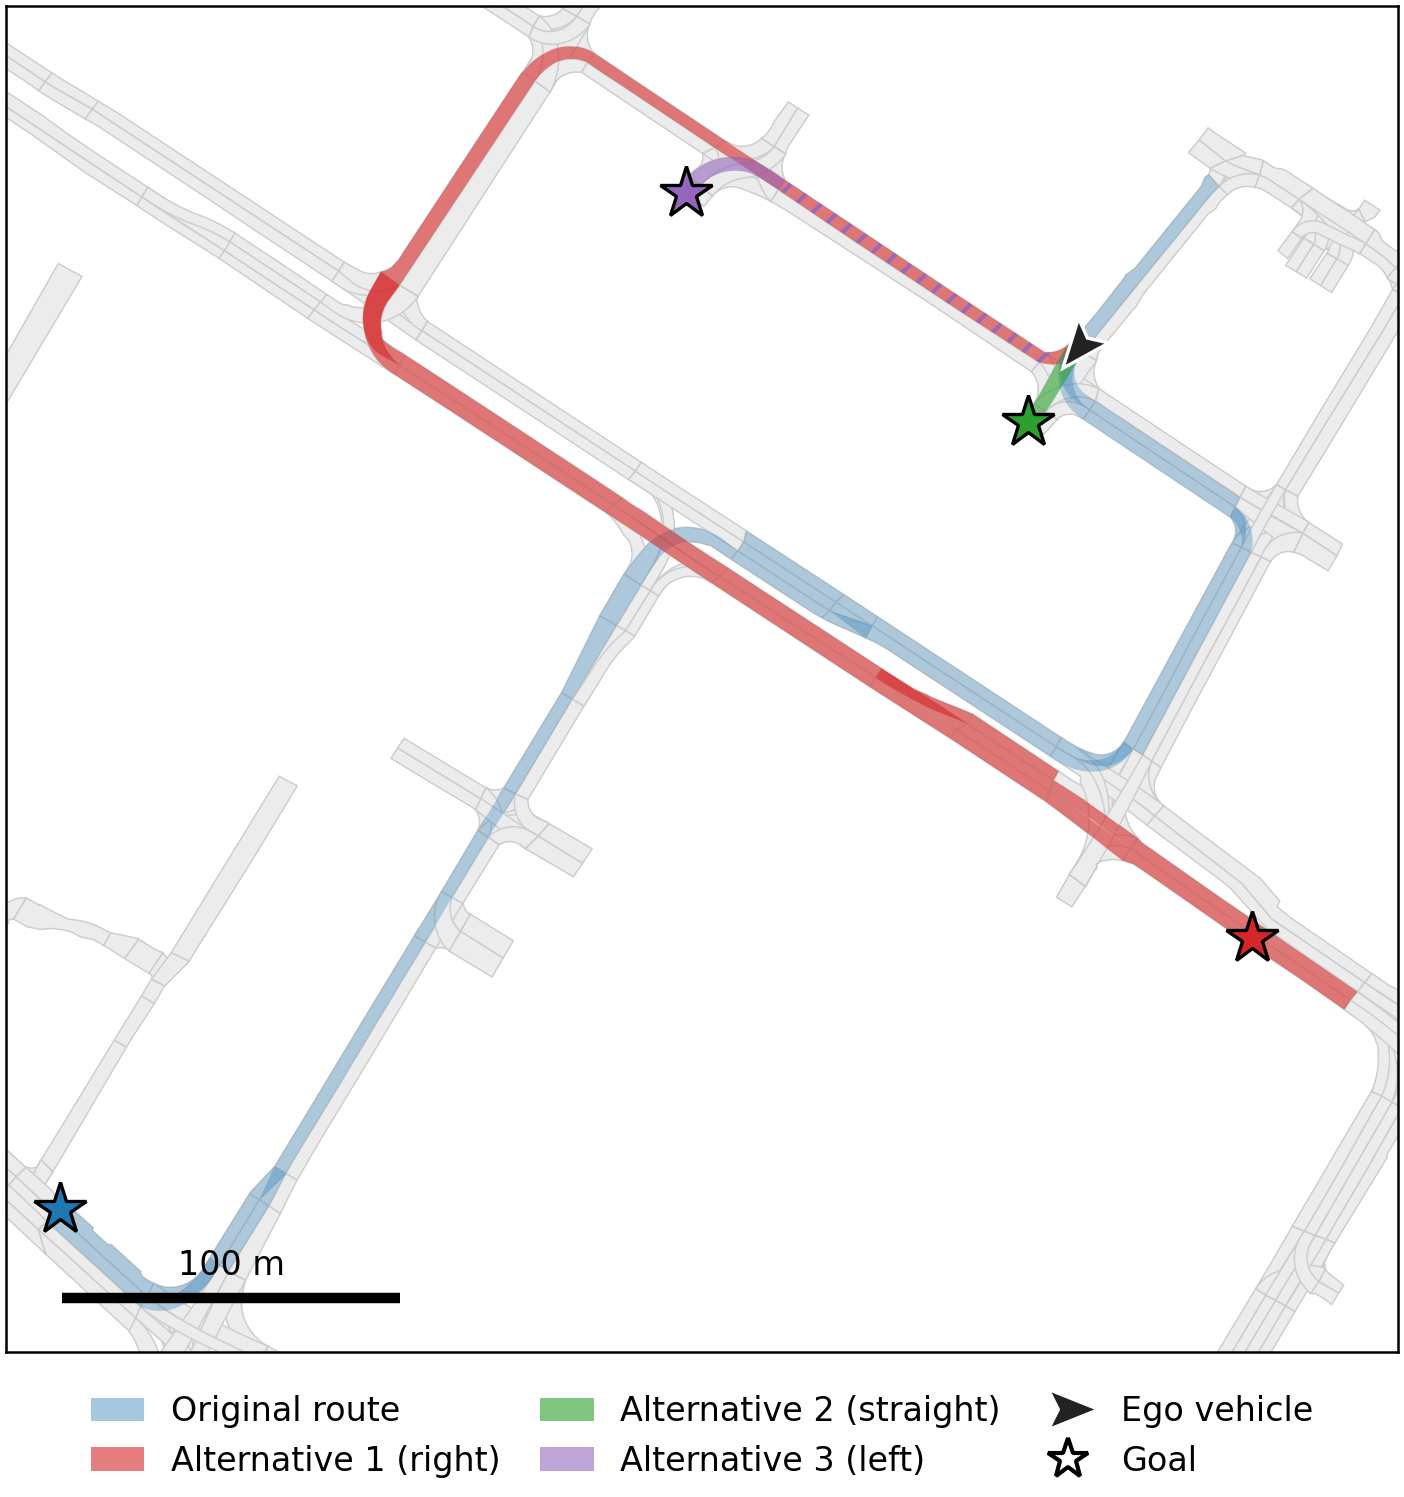 100 m
Original route
Alternative 1 (right)
Alternative 2 (straight)
Alternative 3 (left)
Ego vehicle
Goal